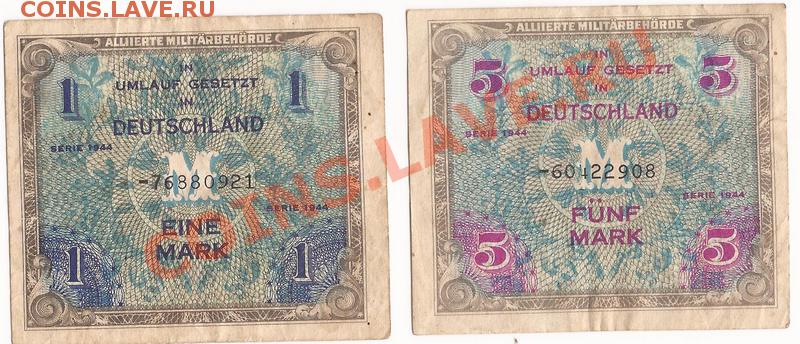 COINS.LAVE.РУ
COINS.LAVE.RU
ALLIIERTE MILITÄRBEHÖRDE
1 1
IN
UMLAUF GESETZT
IN
DEUTSCHLAND
SERIE 1944
M
-76880921
SERIE 1944
EINE
MARK
1 1
ALLIIERTE MILITÄRBEHÖRDE
5 5
IN
UMLAUF GESETZT
IN
DEUTSCHLAND
SERIE 1944
M
-60422908
SERIE 1944
FÜNF
MARK
5 5